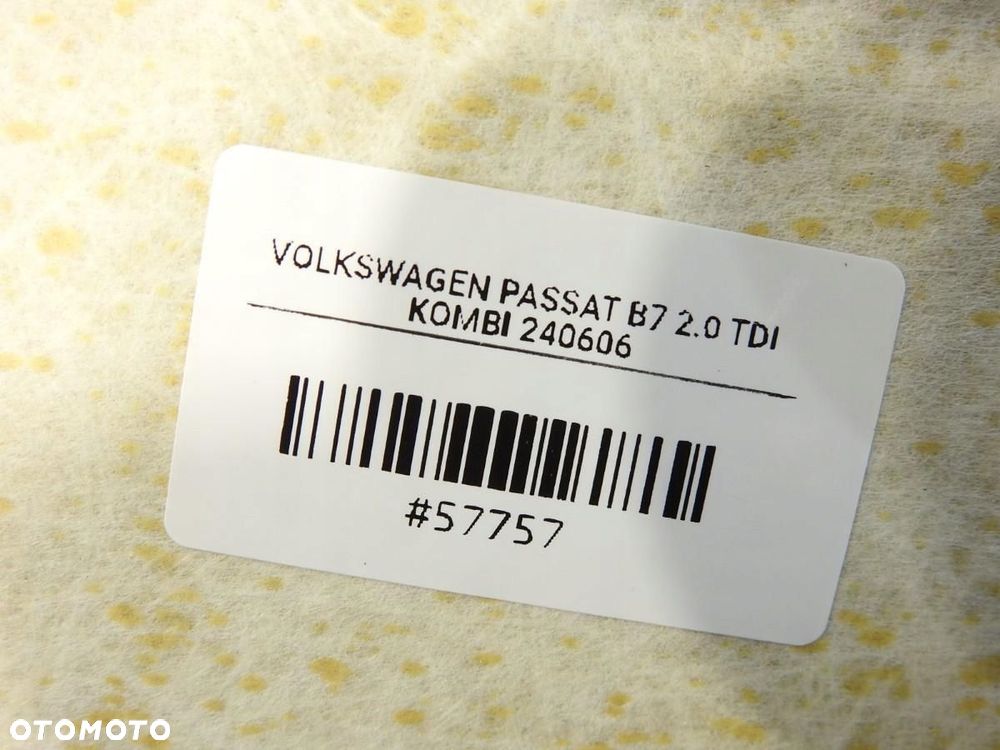 VOLKSWAGEN PASSAT B7 2.0 TDI
KOMBI 240606
#57757
OTOMOTO